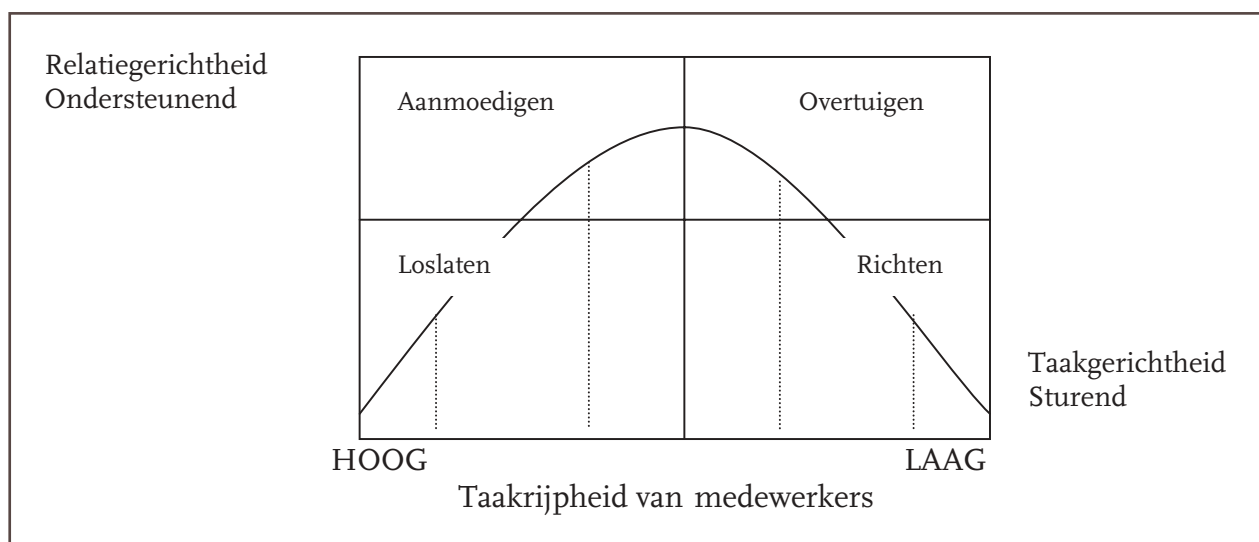 Relatiegerichtheid
Ondersteunend
Aanmoedigen
Overtuigen
Loslaten
Richten
Taakgerichtheid
Sturend
HOOG
LAAG
Taakrijpheid van medewerkers